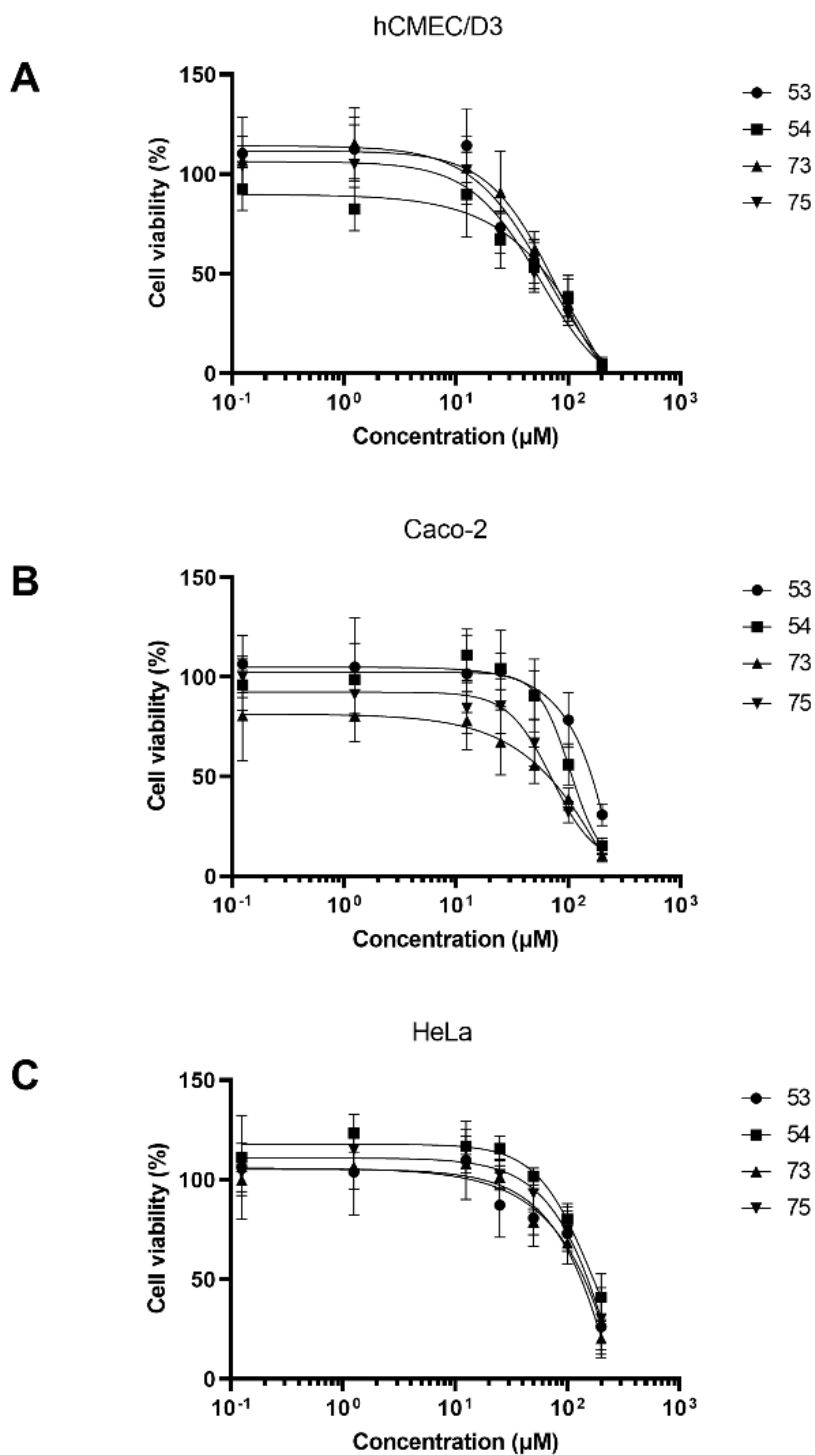 hCMEC/D3
A
150
100
50
0
Cell viability (%)
10⁻¹ 10⁰ 10¹ 10² 10³
Concentration (µM)
53
54
73
75
Caco-2
B
150
100
50
0
Cell viability (%)
10⁻¹ 10⁰ 10¹ 10² 10³
Concentration (µM)
53
54
73
75
HeLa
C
150
100
50
0
Cell viability (%)
10⁻¹ 10⁰ 10¹ 10² 10³
Concentration (µM)
53
54
73
75